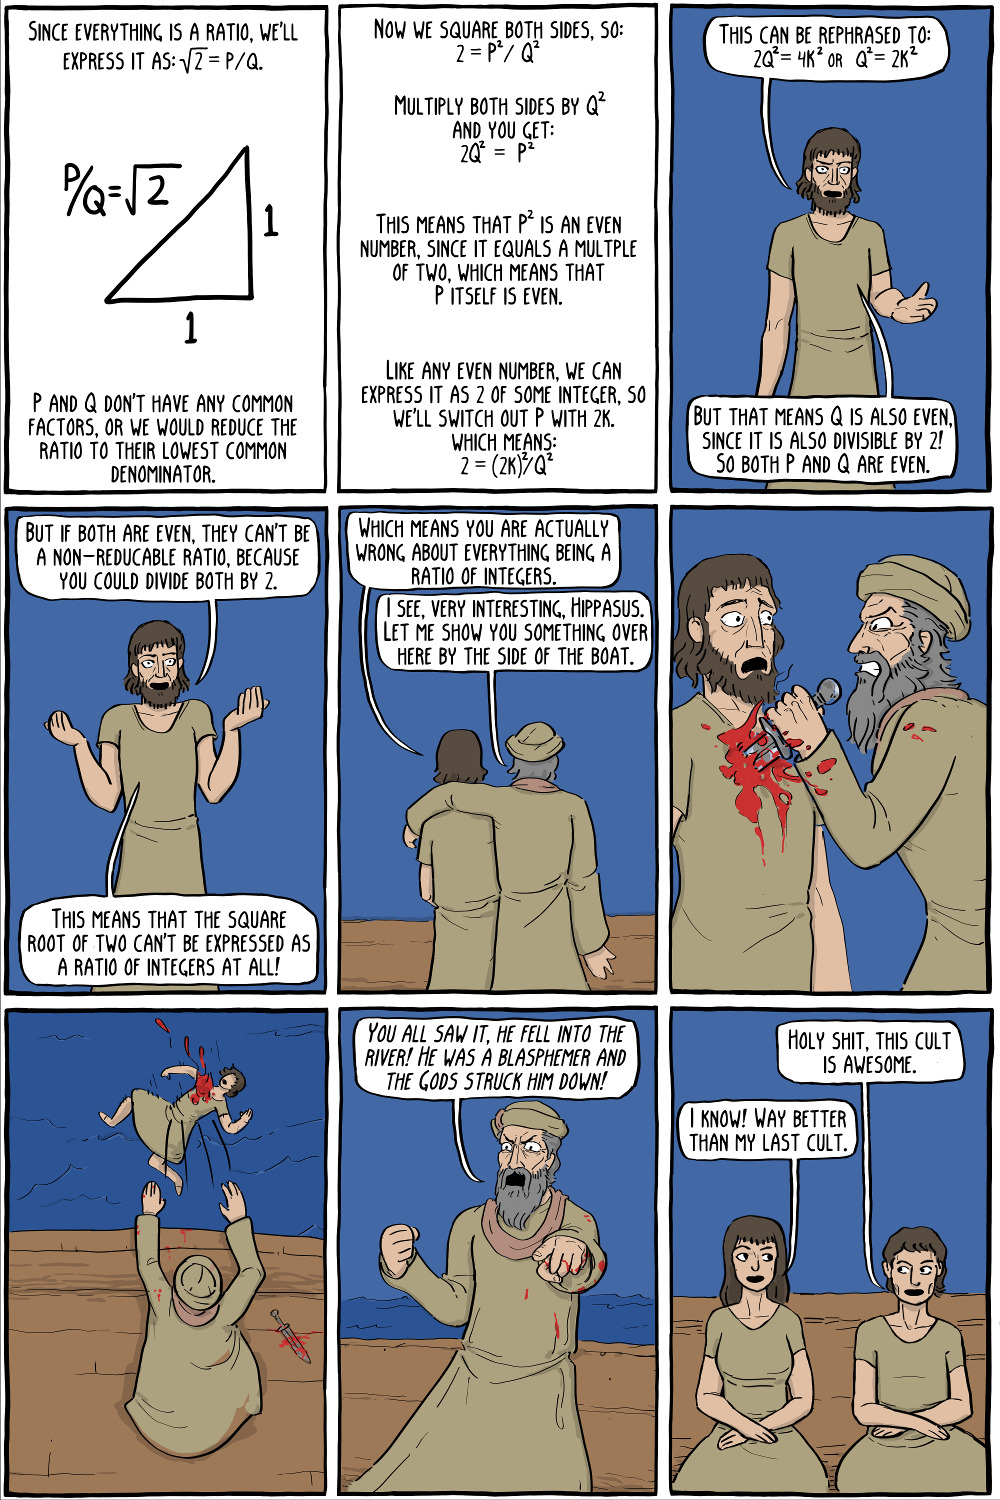 SINCE EVERYTHING IS A RATIO, WE'LL
EXPRESS IT AS: √2 = P/Q.
P/Q=√2
1
1
P AND Q DON'T HAVE ANY COMMON
FACTORS, OR WE WOULD REDUCE THE
RATIO TO THEIR LOWEST COMMON
DENOMINATOR.
NOW WE SQUARE BOTH SIDES, SO:
2 = P²/ Q²
MULTIPLY BOTH SIDES BY Q²
AND YOU GET:
2Q² = P²
THIS MEANS THAT P² IS AN EVEN
NUMBER, SINCE IT EQUALS A MULTPLE
OF TWO, WHICH MEANS THAT
P ITSELF IS EVEN.
LIKE ANY EVEN NUMBER, WE CAN
EXPRESS IT AS 2 OF SOME INTEGER, SO
WE'LL SWITCH OUT P WITH 2K.
WHICH MEANS:
2 = (2K)²/Q²
THIS CAN BE REPHRASED TO:
2Q²= 4K² OR Q²= 2K²
BUT THAT MEANS Q IS ALSO EVEN,
SINCE IT IS ALSO DIVISIBLE BY 2!
SO BOTH P AND Q ARE EVEN.
BUT IF BOTH ARE EVEN, THEY CAN'T BE
A NON-REDUCABLE RATIO, BECAUSE
YOU COULD DIVIDE BOTH BY 2.
THIS MEANS THAT THE SQUARE
ROOT OF TWO CAN'T BE EXPRESSED AS
A RATIO OF INTEGERS AT ALL!
WHICH MEANS YOU ARE ACTUALLY
WRONG ABOUT EVERYTHING BEING A
RATIO OF INTEGERS.
I SEE, VERY INTERESTING, HIPPASUS.
LET ME SHOW YOU SOMETHING OVER
HERE BY THE SIDE OF THE BOAT.
YOU ALL SAW IT, HE FELL INTO THE
RIVER! HE WAS A BLASPHEMER AND
THE GODS STRUCK HIM DOWN!
HOLY SHIT, THIS CULT
IS AWESOME.
I KNOW! WAY BETTER
THAN MY LAST CULT.